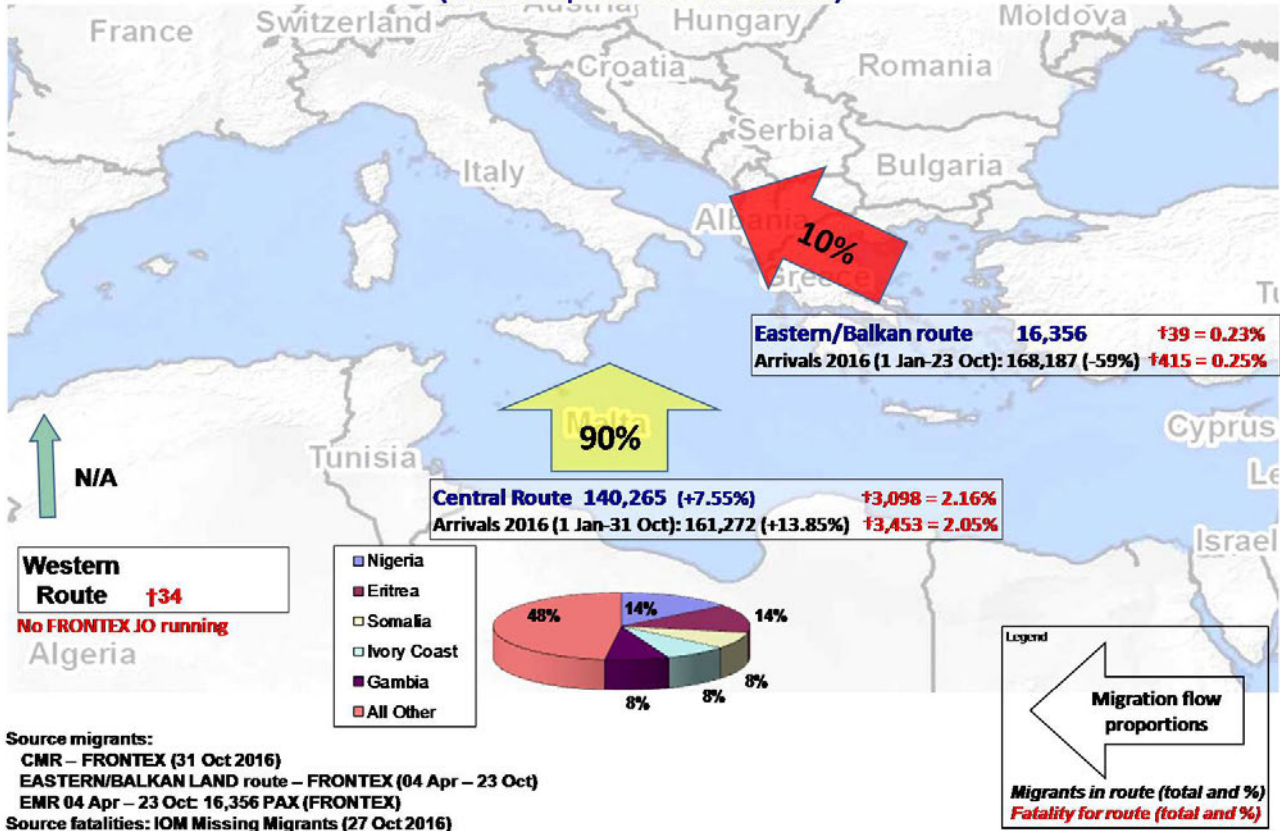 France
Switzerland
Austria
Hungary
Moldova
Croatia
Romania
Serbia
Italy
Bulgaria
Albania
10%
Greece
Eastern/Balkan route 16,356 †39 = 0.23%
Arrivals 2016 (1 Jan-23 Oct): 168,187 (-59%) †415 = 0.25%
Malta
90%
Cyprus
Tunisia
N/A
Central Route 140,265 (+7.55%) †3,098 = 2.16%
Arrivals 2016 (1 Jan-31 Oct): 161,272 (+13.85%) †3,453 = 2.05%
Israel
Western
Route †34
No FRONTEX JO running
Algeria
Nigeria
Eritrea
Somalia
Ivory Coast
Gambia
All Other
48%
14%
14%
8%
8%
8%
Legend
Migration flow
proportions
Migrants in route (total and %)
Fatality for route (total and %)
Source migrants:
CMR – FRONTEX (31 Oct 2016)
EASTERN/BALKAN LAND route – FRONTEX (04 Apr – 23 Oct)
EMR 04 Apr – 23 Oct: 16,356 PAX (FRONTEX)
Source fatalities: IOM Missing Migrants (27 Oct 2016)